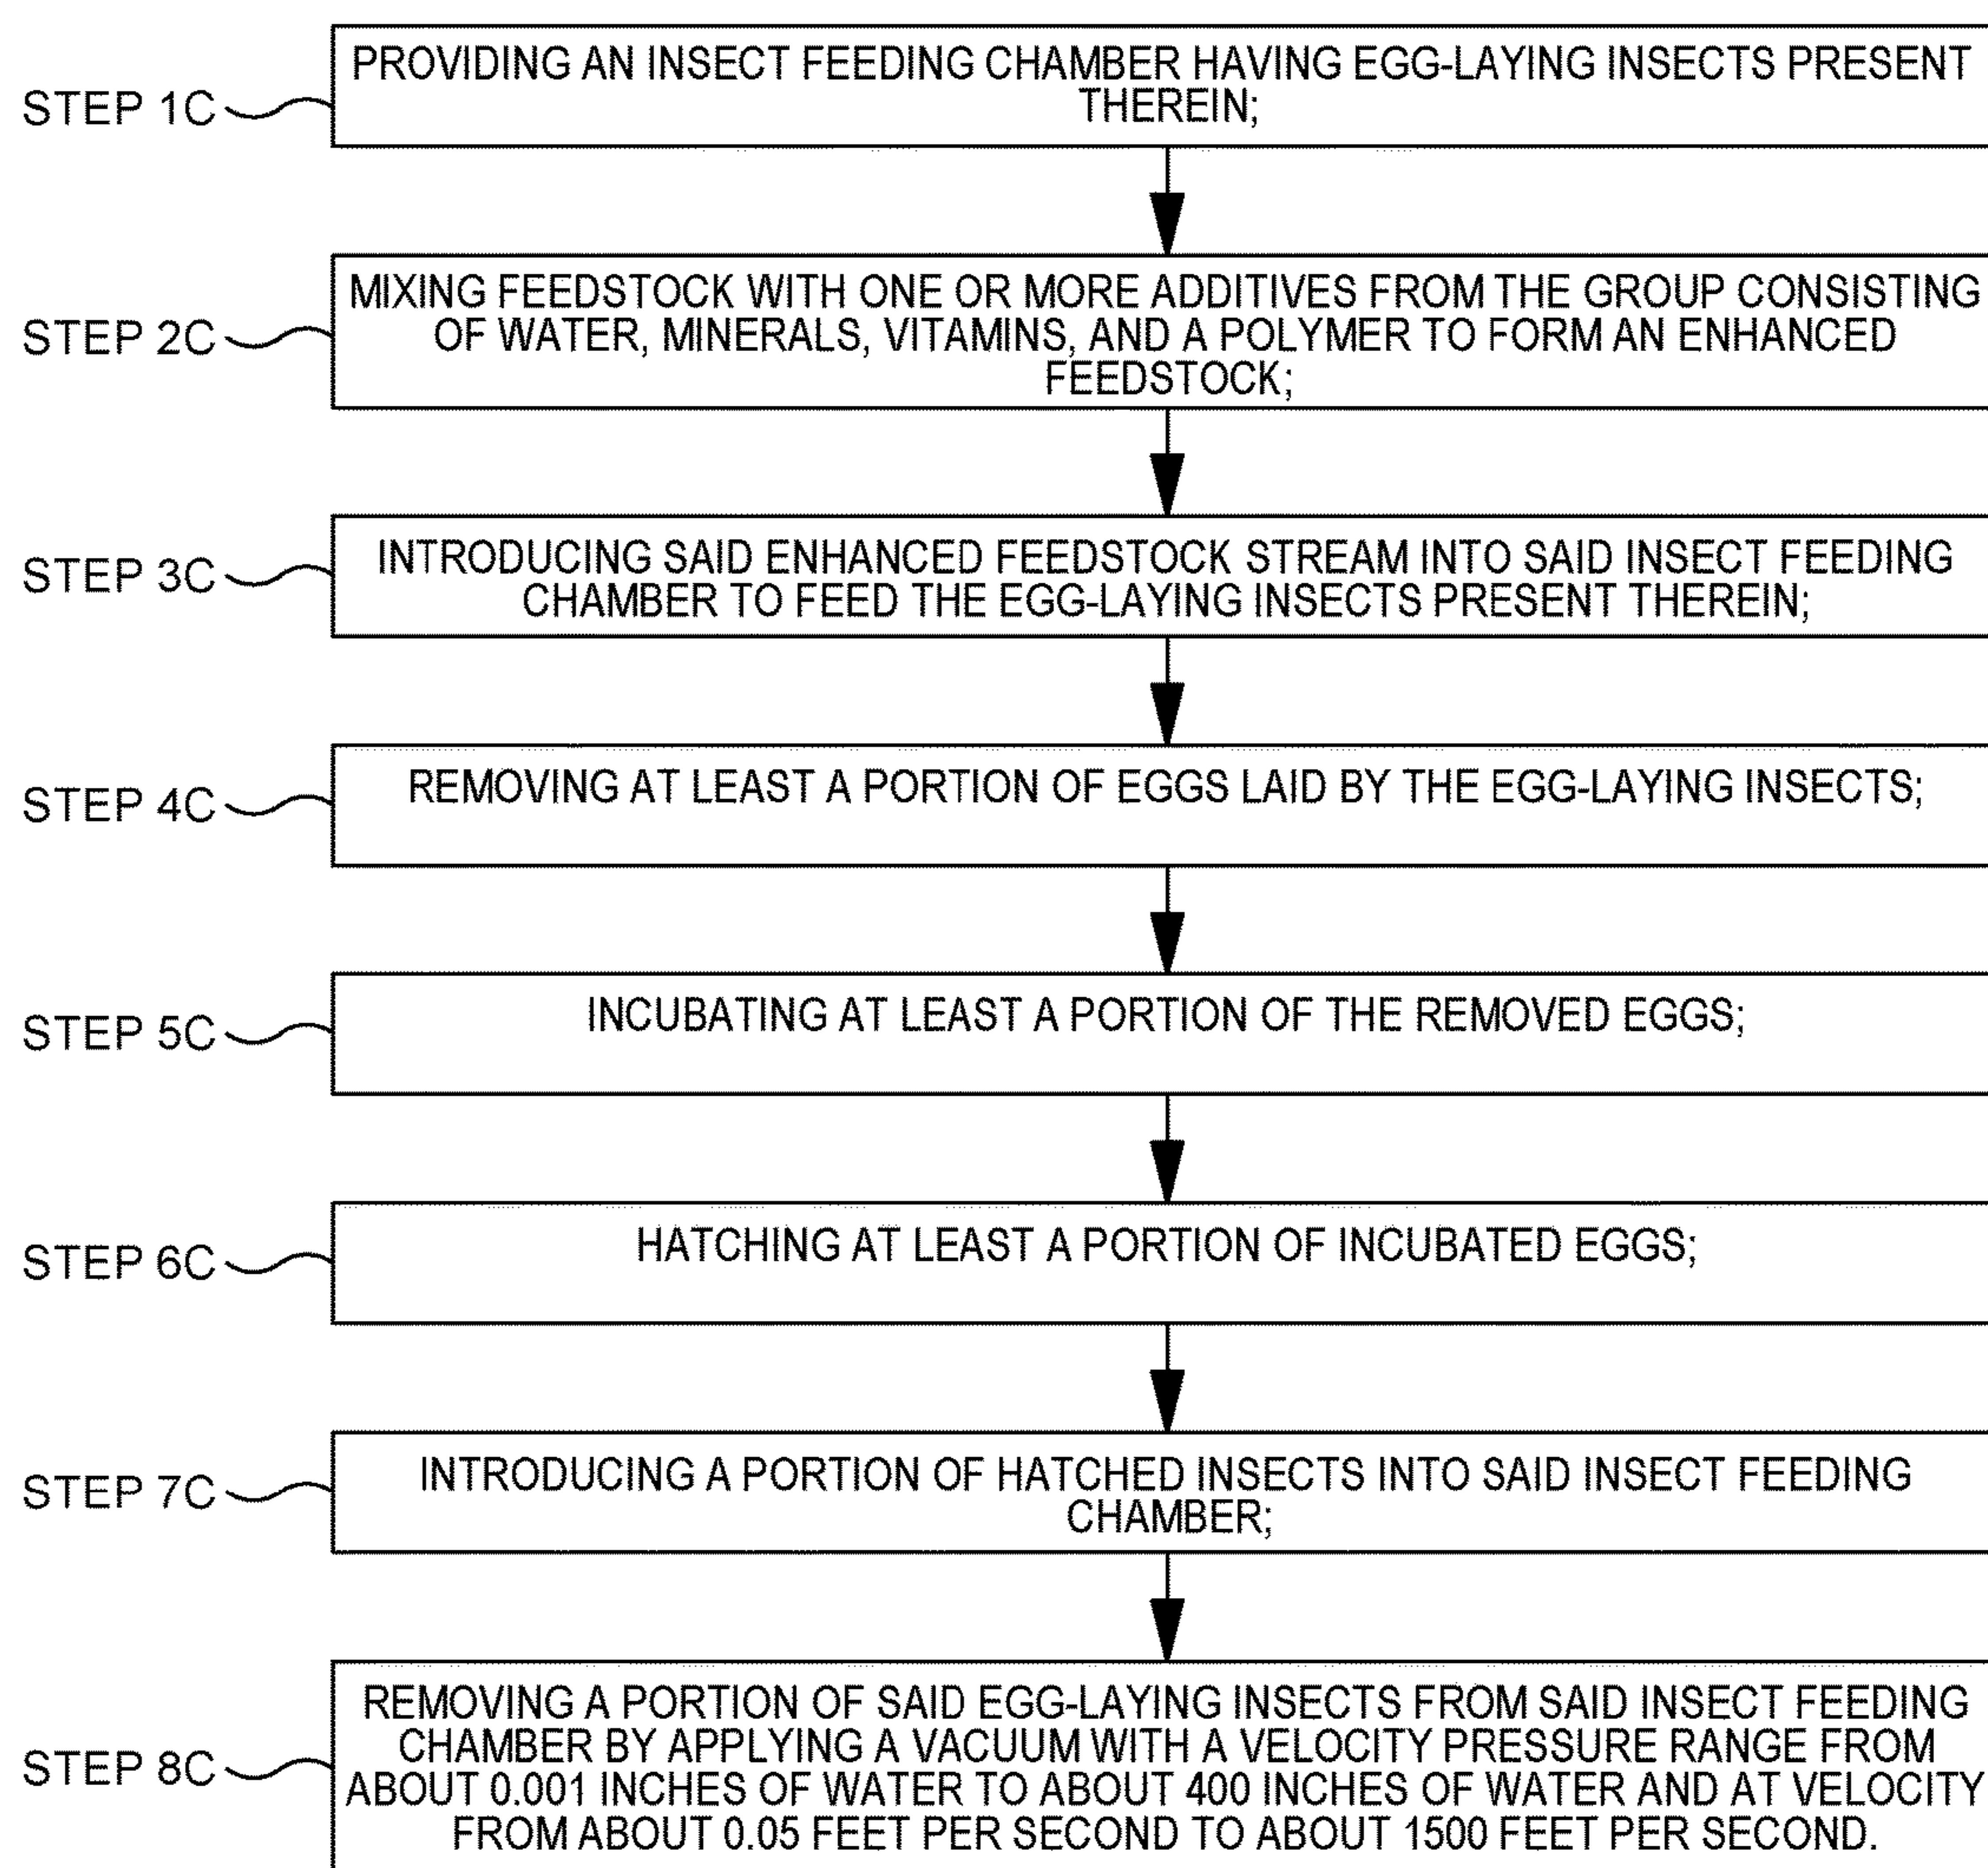 STEP 1C
PROVIDING AN INSECT FEEDING CHAMBER HAVING EGG-LAYING INSECTS PRESENT
THEREIN;
STEP 2C
MIXING FEEDSTOCK WITH ONE OR MORE ADDITIVES FROM THE GROUP CONSISTING
OF WATER, MINERALS, VITAMINS, AND A POLYMER TO FORM AN ENHANCED
FEEDSTOCK;
STEP 3C
INTRODUCING SAID ENHANCED FEEDSTOCK STREAM INTO SAID INSECT FEEDING
CHAMBER TO FEED THE EGG-LAYING INSECTS PRESENT THEREIN;
STEP 4C
REMOVING AT LEAST A PORTION OF EGGS LAID BY THE EGG-LAYING INSECTS;
STEP 5C
INCUBATING AT LEAST A PORTION OF THE REMOVED EGGS;
STEP 6C
HATCHING AT LEAST A PORTION OF INCUBATED EGGS;
STEP 7C
INTRODUCING A PORTION OF HATCHED INSECTS INTO SAID INSECT FEEDING
CHAMBER;
STEP 8C
REMOVING A PORTION OF SAID EGG-LAYING INSECTS FROM SAID INSECT FEEDING
CHAMBER BY APPLYING A VACUUM WITH A VELOCITY PRESSURE RANGE FROM
ABOUT 0.001 INCHES OF WATER TO ABOUT 400 INCHES OF WATER AND AT VELOCITY
FROM ABOUT 0.05 FEET PER SECOND TO ABOUT 1500 FEET PER SECOND.